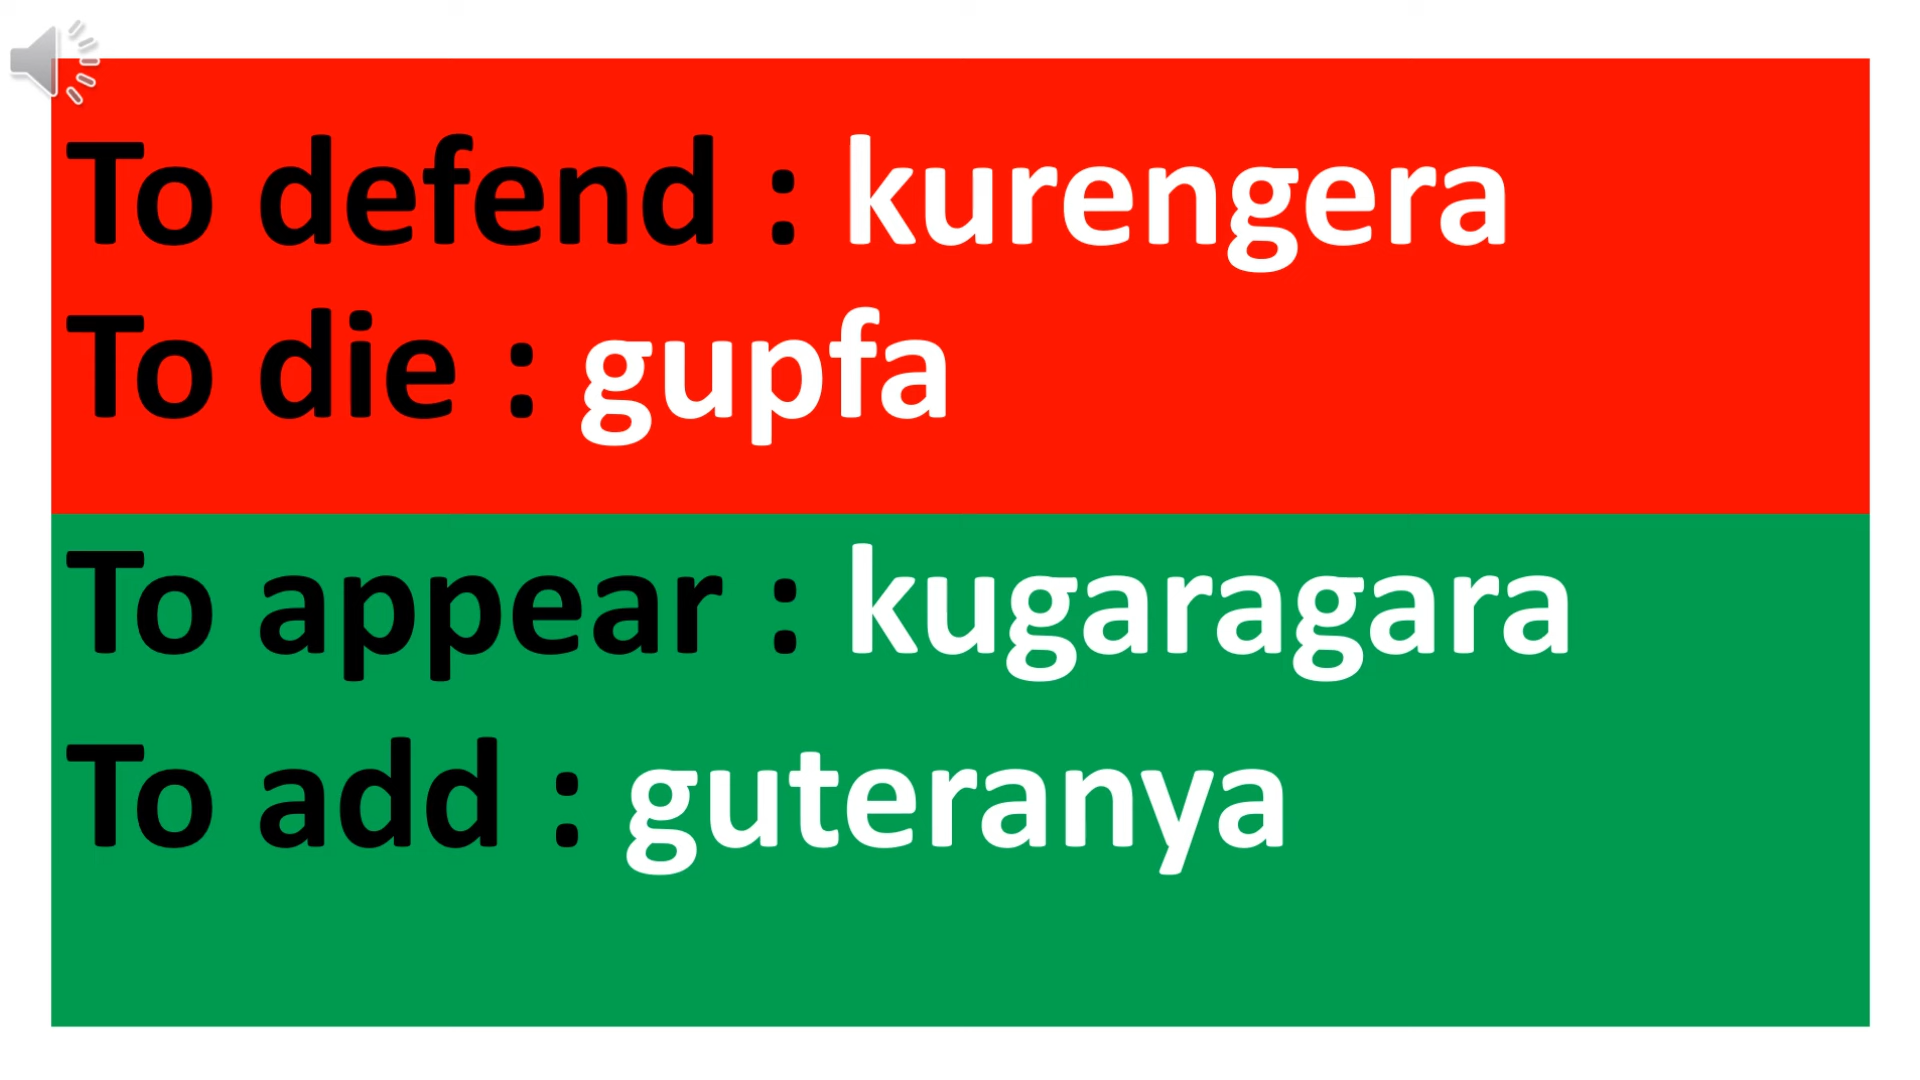 To defend : kurengera
To die : gupfa
To appear : kugaragara
To add : guteranya